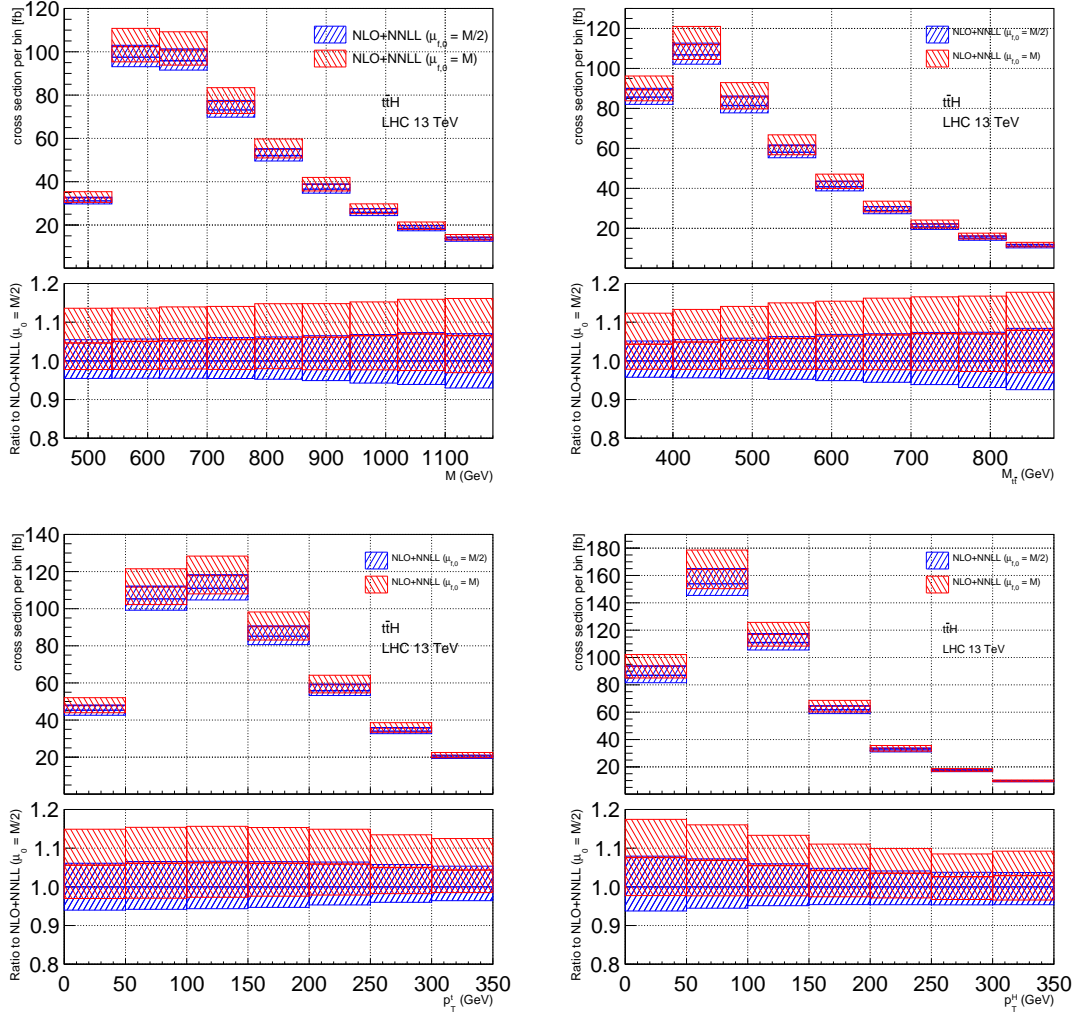 cross section per bin [fb]
120
100
80
60
40
20
NLO+NNLL (μf,0 = M/2)
NLO+NNLL (μf,0 = M)
tt̄H
LHC 13 TeV
Ratio to NLO+NNLL (μ0 = M/2)
1.2
1.1
1.0
0.9
0.8
500 600 700 800 900 1000 1100
M (GeV)
cross section per bin [fb]
120
100
80
60
40
20
NLO+NNLL (μf,0 = M/2)
NLO+NNLL (μf,0 = M)
tt̄H
LHC 13 TeV
Ratio to NLO+NNLL (μ0 = M/2)
1.2
1.1
1.0
0.9
0.8
400 500 600 700 800
Mtt̄ (GeV)
cross section per bin [fb]
140
120
100
80
60
40
20
NLO+NNLL (μf,0 = M/2)
NLO+NNLL (μf,0 = M)
tt̄H
LHC 13 TeV
Ratio to NLO+NNLL (μ0 = M/2)
1.2
1.1
1.0
0.9
0.8
0 50 100 150 200 250 300 350
pTt (GeV)
cross section per bin [fb]
180
160
140
120
100
80
60
40
20
NLO+NNLL (μf,0 = M/2)
NLO+NNLL (μf,0 = M)
tt̄H
LHC 13 TeV
Ratio to NLO+NNLL (μ0 = M/2)
1.2
1.1
1.0
0.9
0.8
0 50 100 150 200 250 300 350
pTH (GeV)